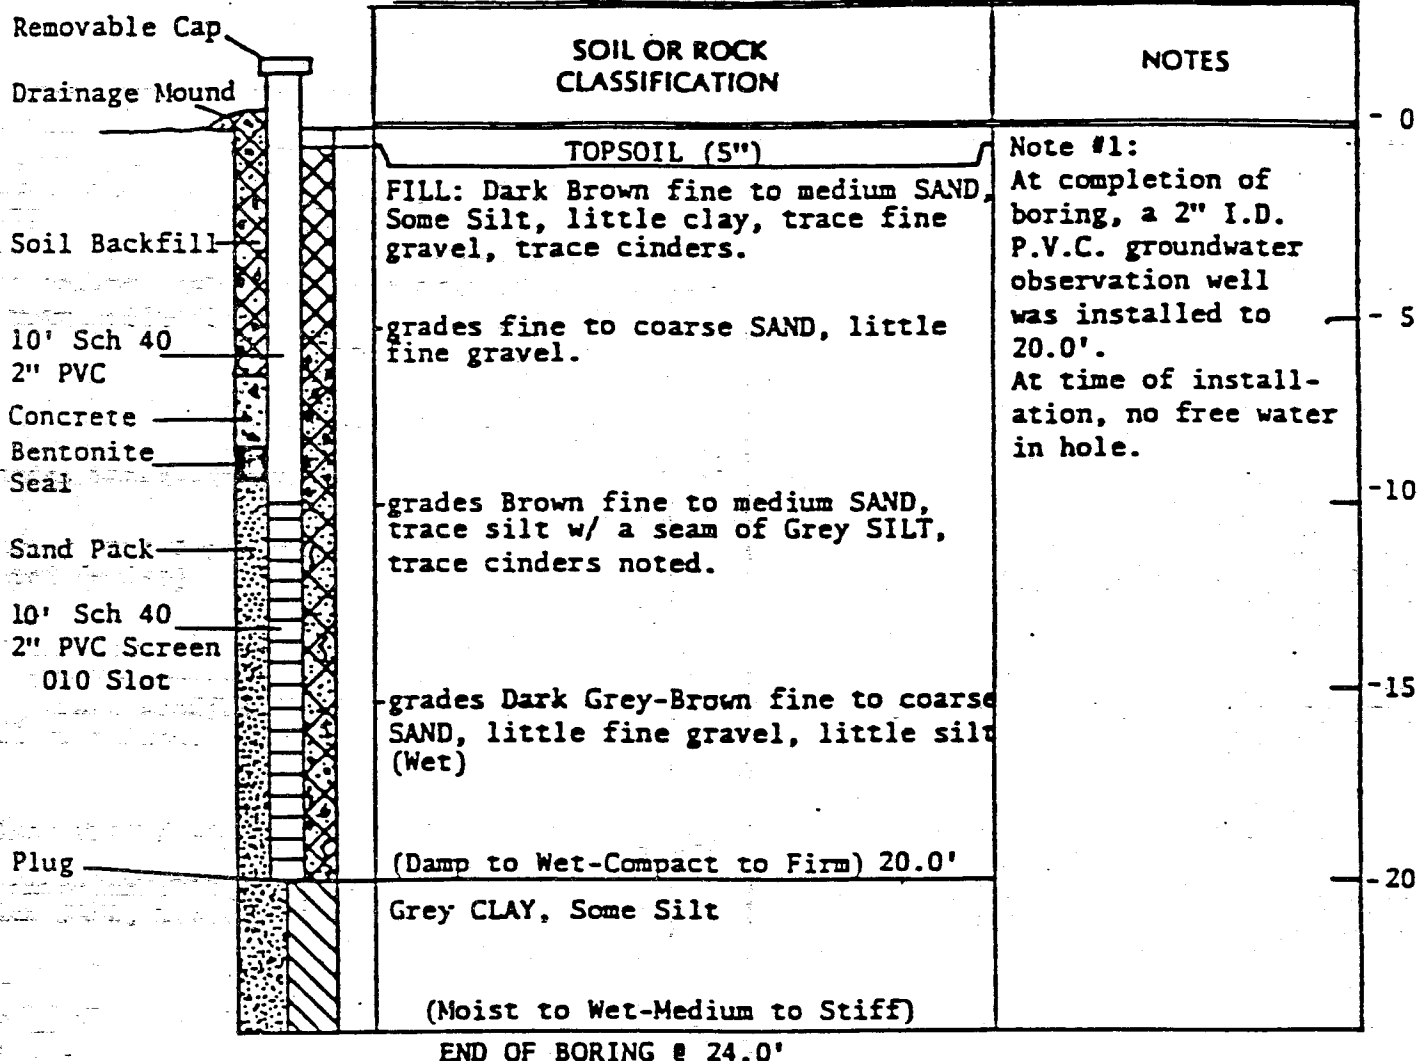 Removable Cap
Drainage Mound
Soil Backfill
10' Sch 40
2" PVC
Concrete
Bentonite
Seal
Sand Pack
10' Sch 40
2" PVC Screen
010 Slot
Plug
SOIL OR ROCK
CLASSIFICATION
TOPSOIL (5")
FILL: Dark Brown fine to medium SAND,
Some Silt, little clay, trace fine
gravel, trace cinders.
grades fine to coarse SAND, little
fine gravel.
grades Brown fine to medium SAND,
trace silt w/ a seam of Grey SILT,
trace cinders noted.
grades Dark Grey-Brown fine to coarse
SAND, little fine gravel, little silt
(Wet)
(Damp to Wet-Compact to Firm) 20.0'
Grey CLAY, Some Silt
(Moist to Wet-Medium to Stiff)
END OF BORING @ 24.0'
NOTES
Note #1:
At completion of
boring, a 2" I.D.
P.V.C. groundwater
observation well
was installed to
20.0'.
At time of install-
ation, no free water
in hole.
- 0
- 5
-10
-15
-20